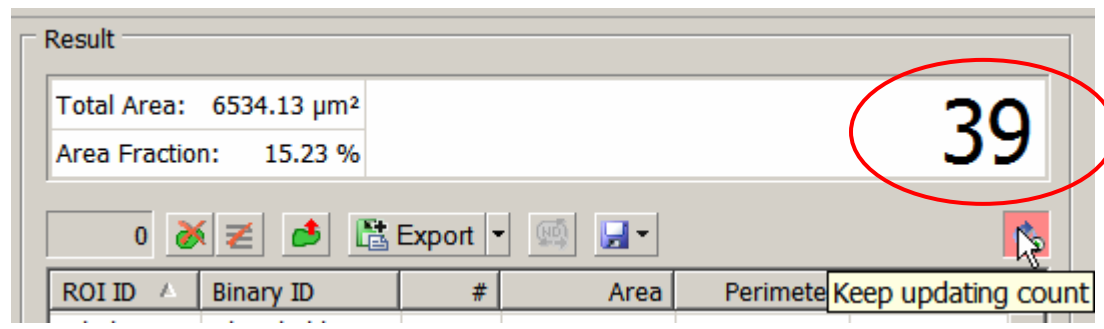 Result
Total Area: 6534.13 µm²
39
Area Fraction: 15.23 %
0 Export
ROI ID Binary ID # Area Perimete
Keep updating count